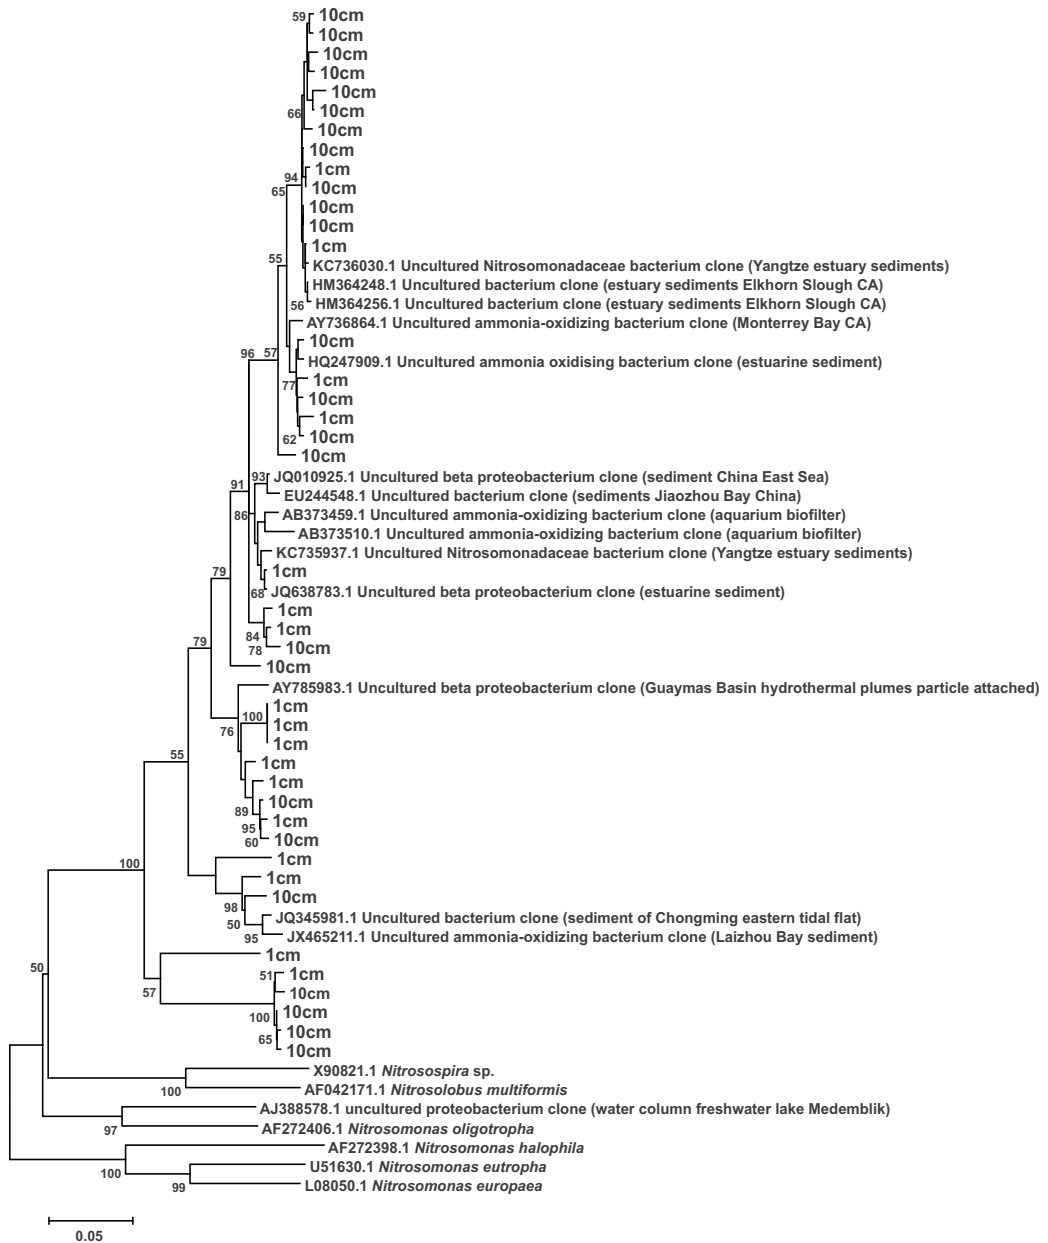 59
10cm
10cm
10cm
10cm
10cm
10cm
66
10cm
10cm
1cm
94
10cm
65
10cm
10cm
1cm
55
KC736030.1 Uncultured Nitrosomonadaceae bacterium clone (Yangtze estuary sediments)
HM364248.1 Uncultured bacterium clone (estuary sediments Elkhorn Slough CA)
56
HM364256.1 Uncultured bacterium clone (estuary sediments Elkhorn Slough CA)
AY736864.1 Uncultured ammonia-oxidizing bacterium clone (Monterrey Bay CA)
10cm
96
57
HQ247909.1 Uncultured ammonia oxidising bacterium clone (estuarine sediment)
1cm
77
10cm
1cm
62
10cm
10cm
93
JQ010925.1 Uncultured beta proteobacterium clone (sediment China East Sea)
91
EU244548.1 Uncultured bacterium clone (sediments Jiaozhou Bay China)
86
AB373459.1 Uncultured ammonia-oxidizing bacterium clone (aquarium biofilter)
AB373510.1 Uncultured ammonia-oxidizing bacterium clone (aquarium biofilter)
KC735937.1 Uncultured Nitrosomonadaceae bacterium clone (Yangtze estuary sediments)
79
1cm
68
JQ638783.1 Uncultured beta proteobacterium clone (estuarine sediment)
1cm
1cm
84
10cm
78
79
10cm
AY785983.1 Uncultured beta proteobacterium clone (Guaymas Basin hydrothermal plumes particle attached)
1cm
100
1cm
76
1cm
55
1cm
1cm
10cm
89
1cm
95
10cm
60
1cm
100
1cm
10cm
98
JQ345981.1 Uncultured bacterium clone (sediment of Chongming eastern tidal flat)
50
JX465211.1 Uncultured ammonia-oxidizing bacterium clone (Laizhou Bay sediment)
95
1cm
50
51
1cm
57
10cm
100
10cm
10cm
65
10cm
X90821.1 Nitrosospira sp.
100
AF042171.1 Nitrosolobus multiformis
AJ388578.1 uncultured proteobacterium clone (water column freshwater lake Medemblik)
97
AF272406.1 Nitrosomonas oligotropha
AF272398.1 Nitrosomonas halophila
100
U51630.1 Nitrosomonas eutropha
99
L08050.1 Nitrosomonas europaea
0.05